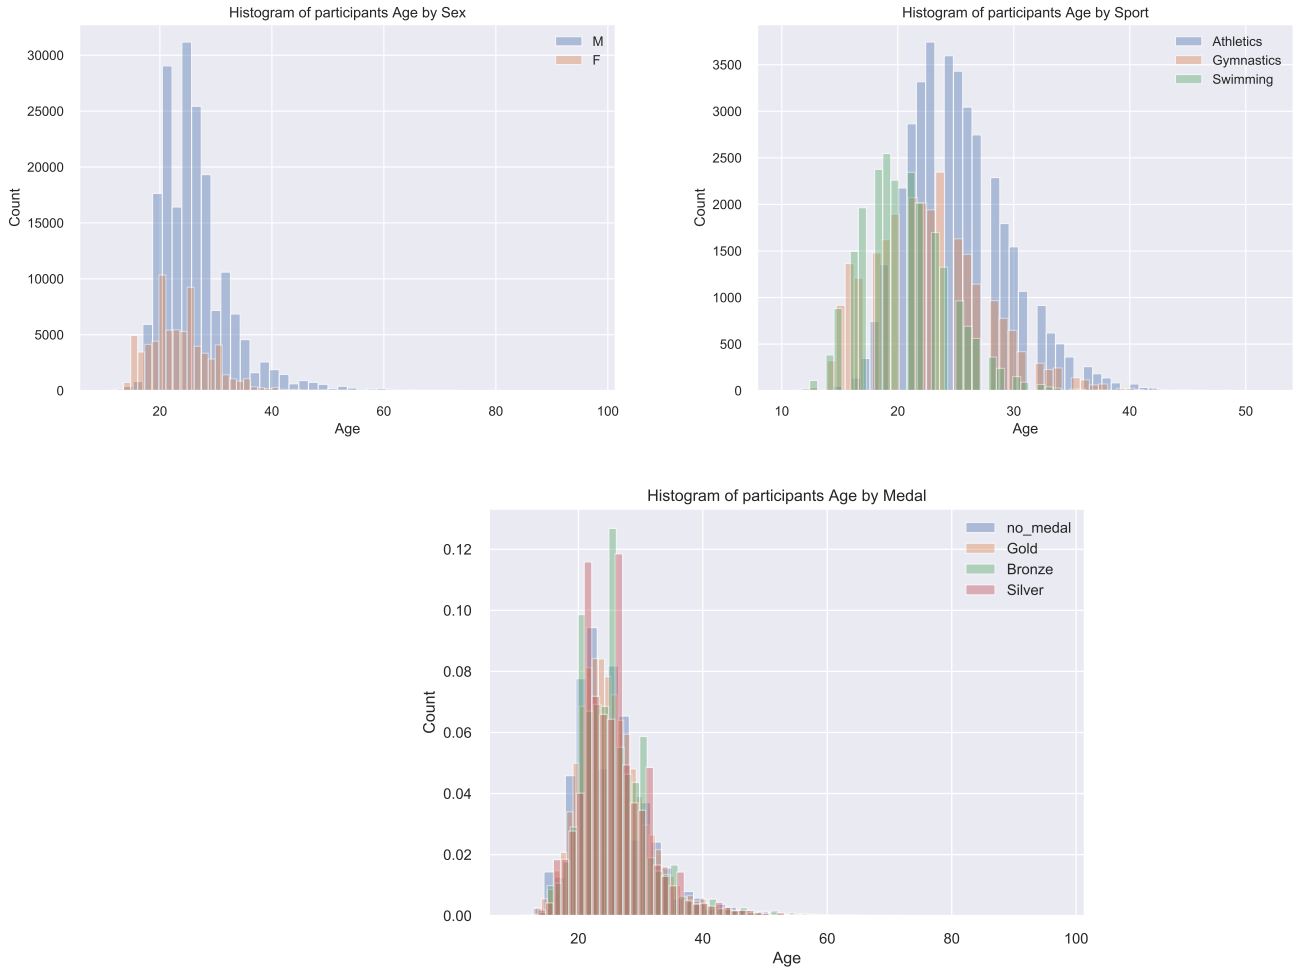 Histogram of participants Age by Sex
M
F
30000
25000
20000
15000
10000
5000
0
Count
20 40 60 80 100
Age
Histogram of participants Age by Sport
Athletics
Gymnastics
Swimming
3500
3000
2500
2000
1500
1000
500
0
Count
10 20 30 40 50
Age
Histogram of participants Age by Medal
no_medal
Gold
Bronze
Silver
0.12
0.10
0.08
0.06
0.04
0.02
0.00
Count
20 40 60 80 100
Age